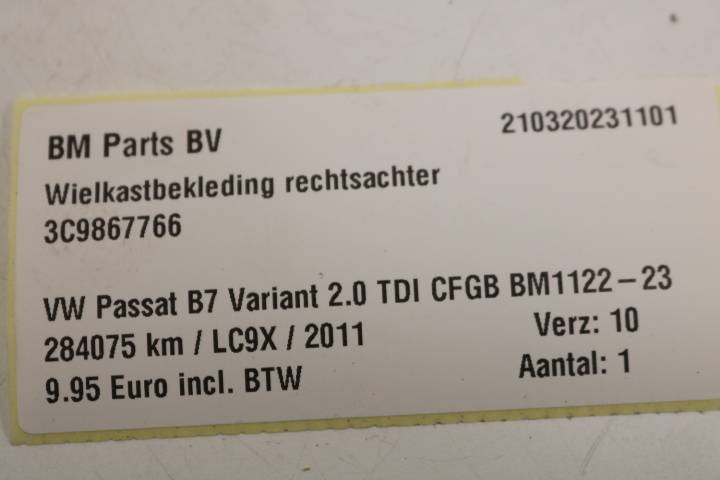 BM Parts BV 210320231101
Wielkastbekleding rechtsachter
3C9867766
VW Passat B7 Variant 2.0 TDI CFGB BM1122-23
284075 km / LC9X / 2011 Verz: 10
9.95 Euro incl. BTW Aantal: 1